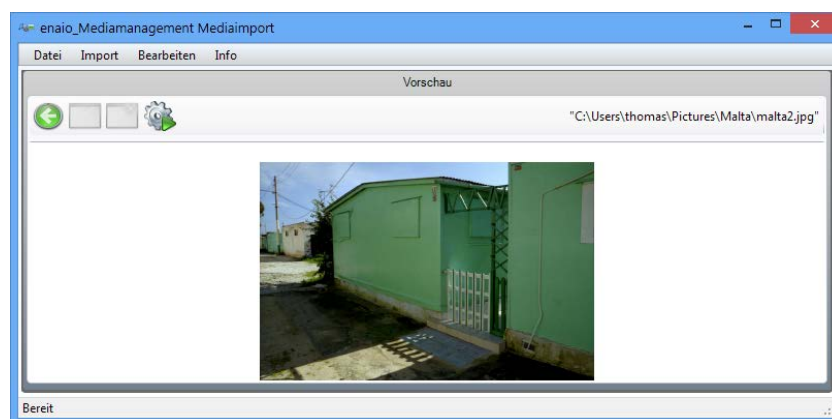 enaio_Mediamanagement Mediaimport
Datei Import Bearbeiten Info
Vorschau
"C:\Users\thomas\Pictures\Malta\malta2.jpg"
Bereit